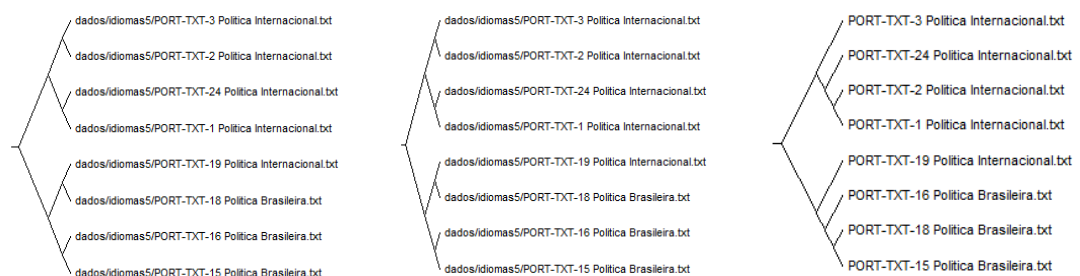 dados/idiomas5/PORT-TXT-3 Politica Internacional.txt
dados/idiomas5/PORT-TXT-2 Politica Internacional.txt
dados/idiomas5/PORT-TXT-24 Politica Internacional.txt
dados/idiomas5/PORT-TXT-1 Politica Internacional.txt
dados/idiomas5/PORT-TXT-19 Politica Internacional.txt
dados/idiomas5/PORT-TXT-18 Politica Brasileira.txt
dados/idiomas5/PORT-TXT-16 Politica Brasileira.txt
dados/idiomas5/PORT-TXT-15 Politica Brasileira.txt
dados/idiomas5/PORT-TXT-3 Politica Internacional.txt
dados/idiomas5/PORT-TXT-2 Politica Internacional.txt
dados/idiomas5/PORT-TXT-24 Politica Internacional.txt
dados/idiomas5/PORT-TXT-1 Politica Internacional.txt
dados/idiomas5/PORT-TXT-19 Politica Internacional.txt
dados/idiomas5/PORT-TXT-18 Politica Brasileira.txt
dados/idiomas5/PORT-TXT-16 Politica Brasileira.txt
dados/idiomas5/PORT-TXT-15 Politica Brasileira.txt
PORT-TXT-3 Politica Internacional.txt
PORT-TXT-24 Politica Internacional.txt
PORT-TXT-2 Politica Internacional.txt
PORT-TXT-1 Politica Internacional.txt
PORT-TXT-19 Politica Internacional.txt
PORT-TXT-16 Politica Brasileira.txt
PORT-TXT-18 Politica Brasileira.txt
PORT-TXT-15 Politica Brasileira.txt